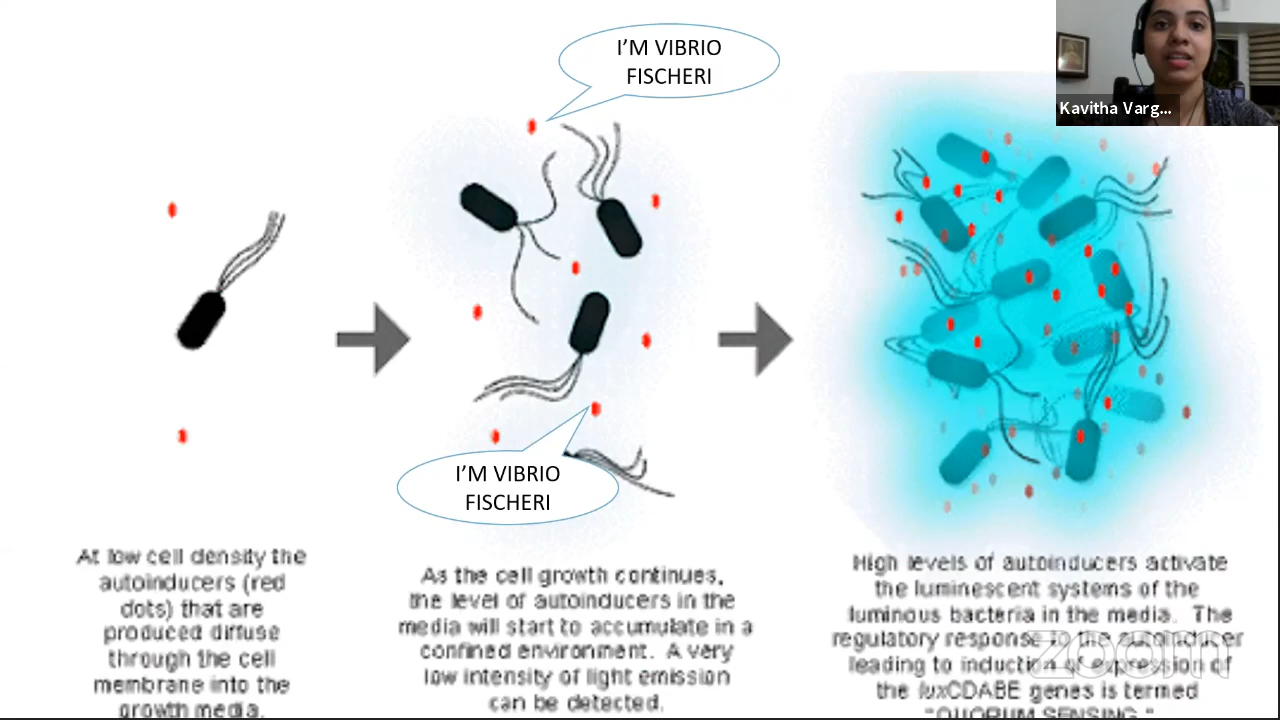 I'M VIBRIO
FISCHERI
Kavitha Varg...
I'M VIBRIO
FISCHERI
At low cell density the
autoinducers (red
dots) that are
produced diffuse
through the cell
membrane into the
growth media.
As the cell growth continues,
the level of autoinducers in the
media will start to accumulate in a
confined environment. A very
low intensity of light emission
can be detected.
High levels of autoinducers activate
the luminescent systems of the
luminous bacteria in the media. The
regulatory response to the autoinducer
leading to induction of expression of
the luxCDABE genes is termed
"QUORUM SENSING."
zoom